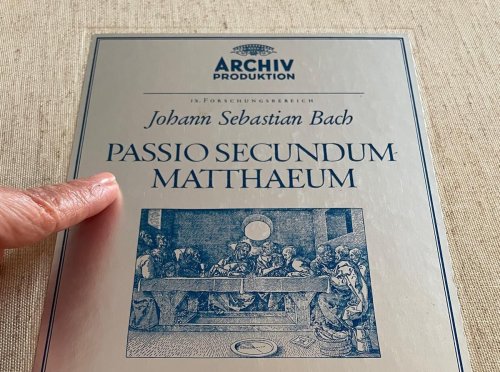 ARCHIV
PRODUKTION
IX. FORSCHUNGSBEREICH
Johann Sebastian Bach
PASSIO SECUNDUM
MATTHAEUM